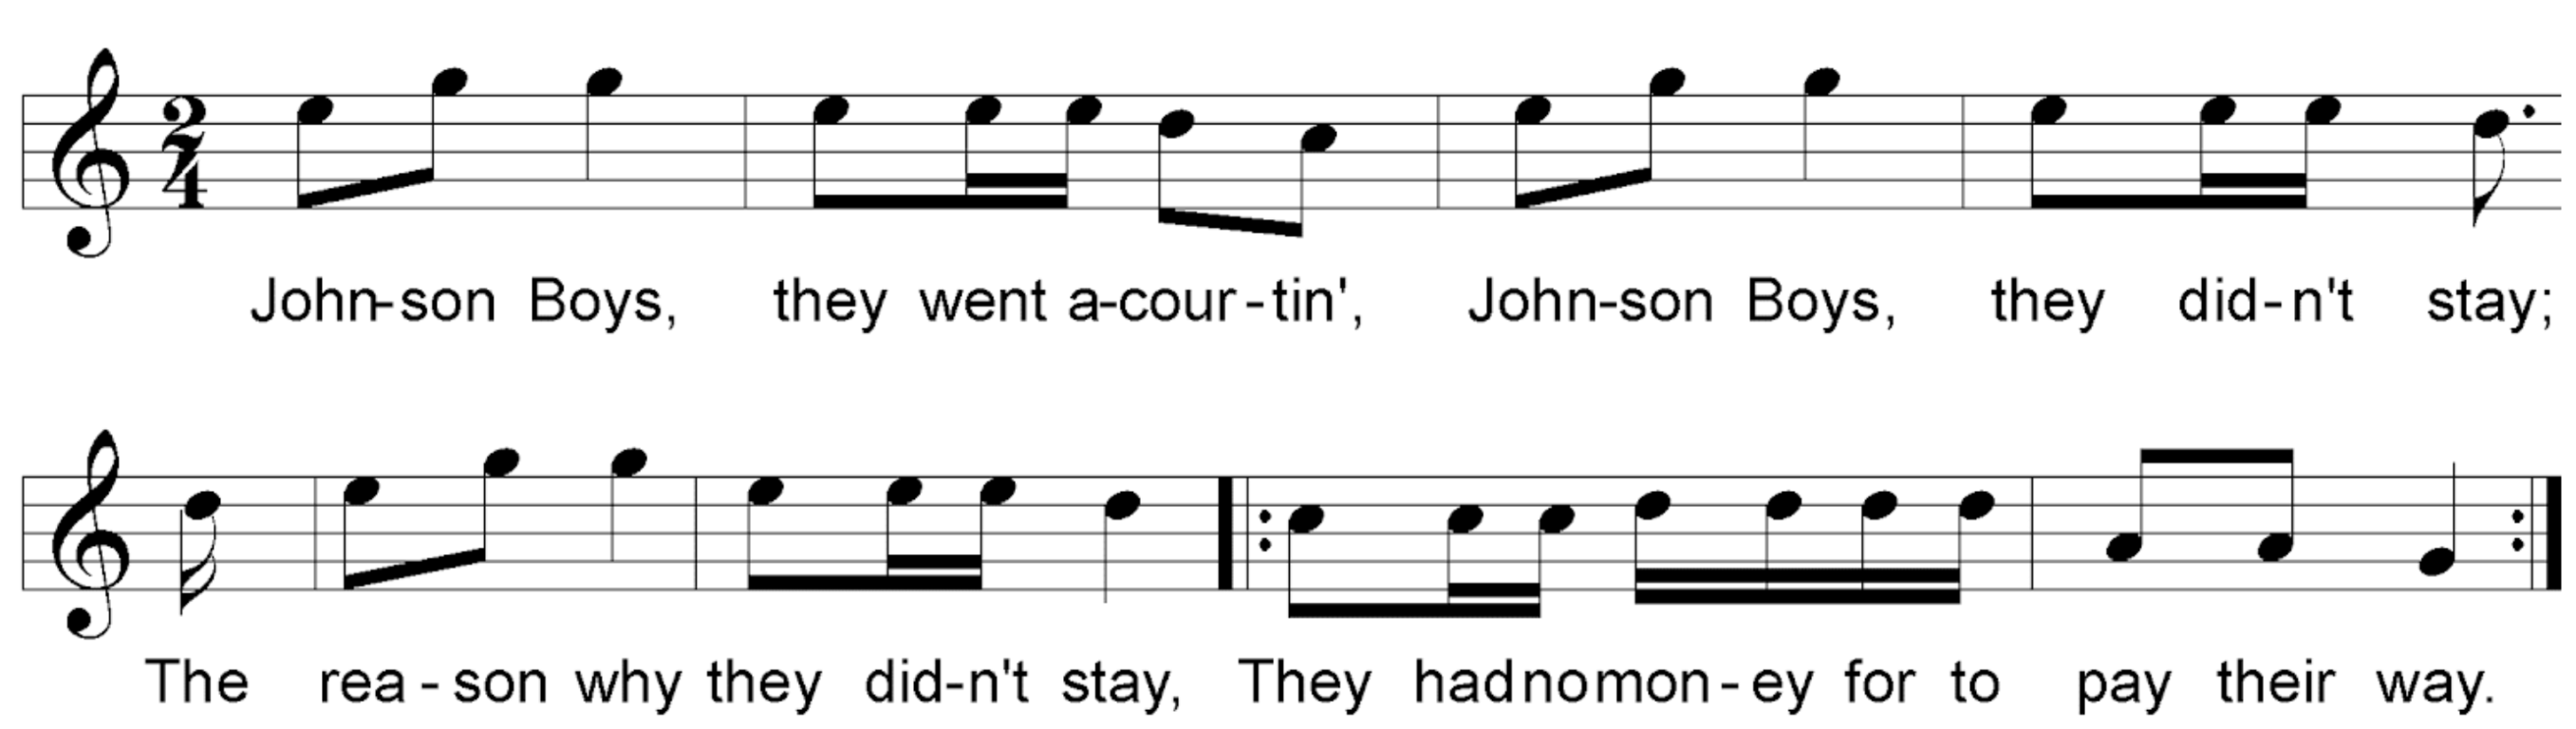 2
4
John-son Boys, they went a-cour-tin', John-son Boys, they did-n't stay;
The rea-son why they did-n't stay, They had no mon-ey for to pay their way.